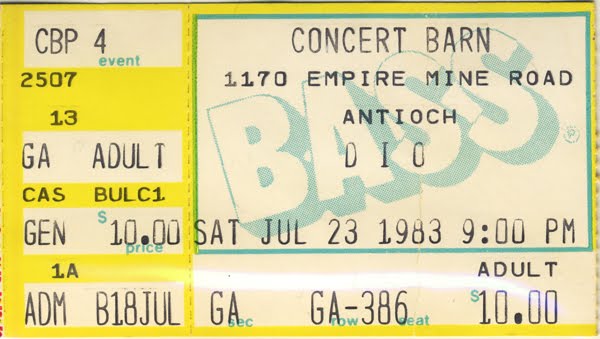 CBP 4
event
2507
13
GA ADULT
CAS BULC1
$
GEN 10.00
price
1A
ADM B18JUL
BASS
CONCERT BARN
1170 EMPIRE MINE ROAD
ANTIOCH
D I O
SAT JUL 23 1983 9:00 PM
ADULT
GA GA-386 $10.00
sec row seat